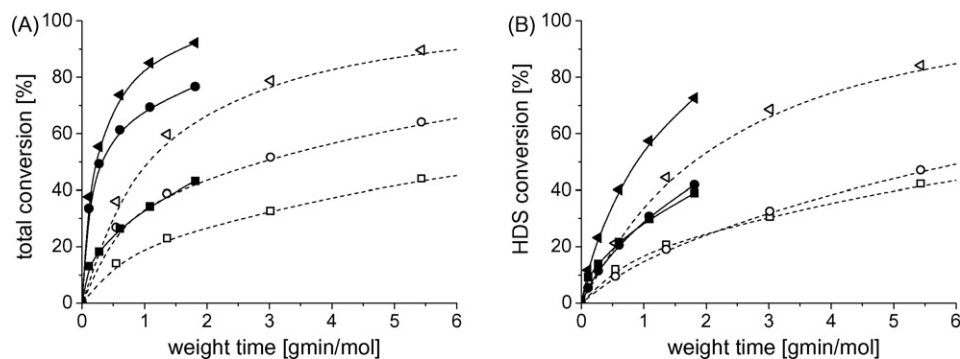 (A)
total conversion [%]
100
80
60
40
20
0
0 1 2 3 4 5 6
weight time [gmin/mol]
(B)
HDS conversion [%]
100
80
60
40
20
0
0 1 2 3 4 5 6
weight time [gmin/mol]